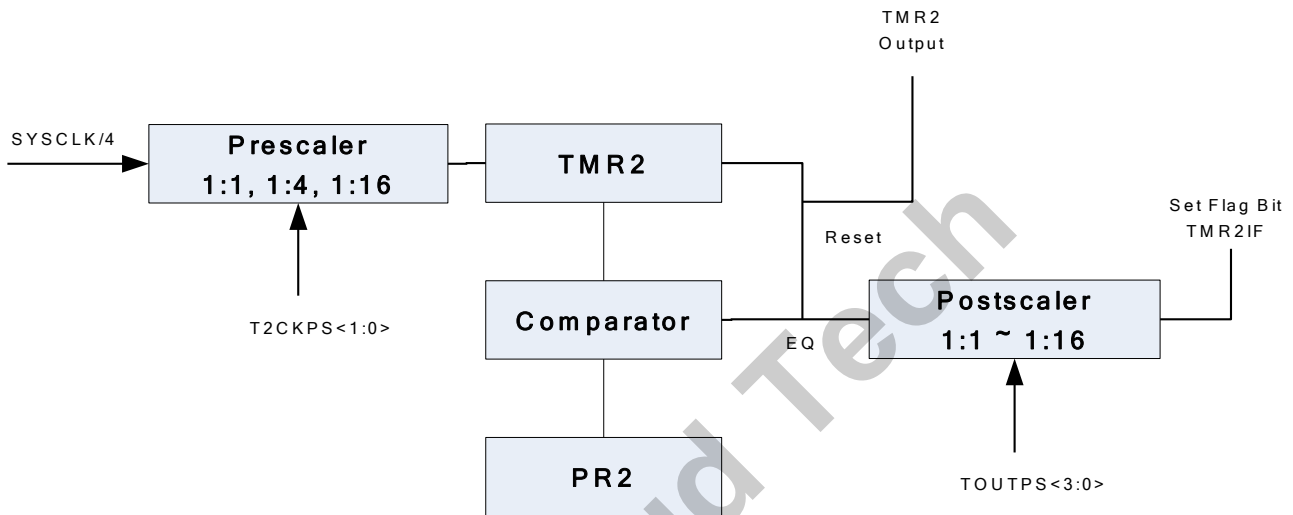 TMR2
Output
SYSCLK/4
Prescaler
1:1, 1:4, 1:16
TMR2
Set Flag Bit
TMR2IF
Reset
T2CKPS<1:0>
Comparator
EQ
Postscaler
1:1 ~ 1:16
PR2
TOUTPS<3:0>
Tech